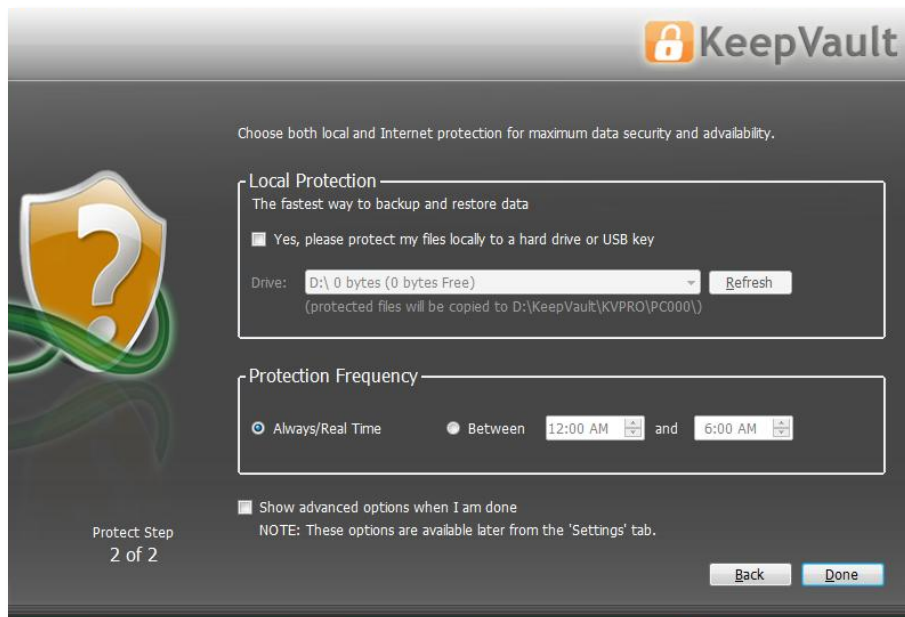 KeepVault
Choose both local and Internet protection for maximum data security and advailability.
Local Protection
The fastest way to backup and restore data
Yes, please protect my files locally to a hard drive or USB key
Drive: D:\ 0 bytes (0 bytes Free) Refresh
(protected files will be copied to D:\KeepVault\KVPRO\PC000\)
Protection Frequency
Always/Real Time Between 12:00 AM and 6:00 AM
Show advanced options when I am done
NOTE: These options are available later from the 'Settings' tab.
Protect Step
2 of 2
Back Done